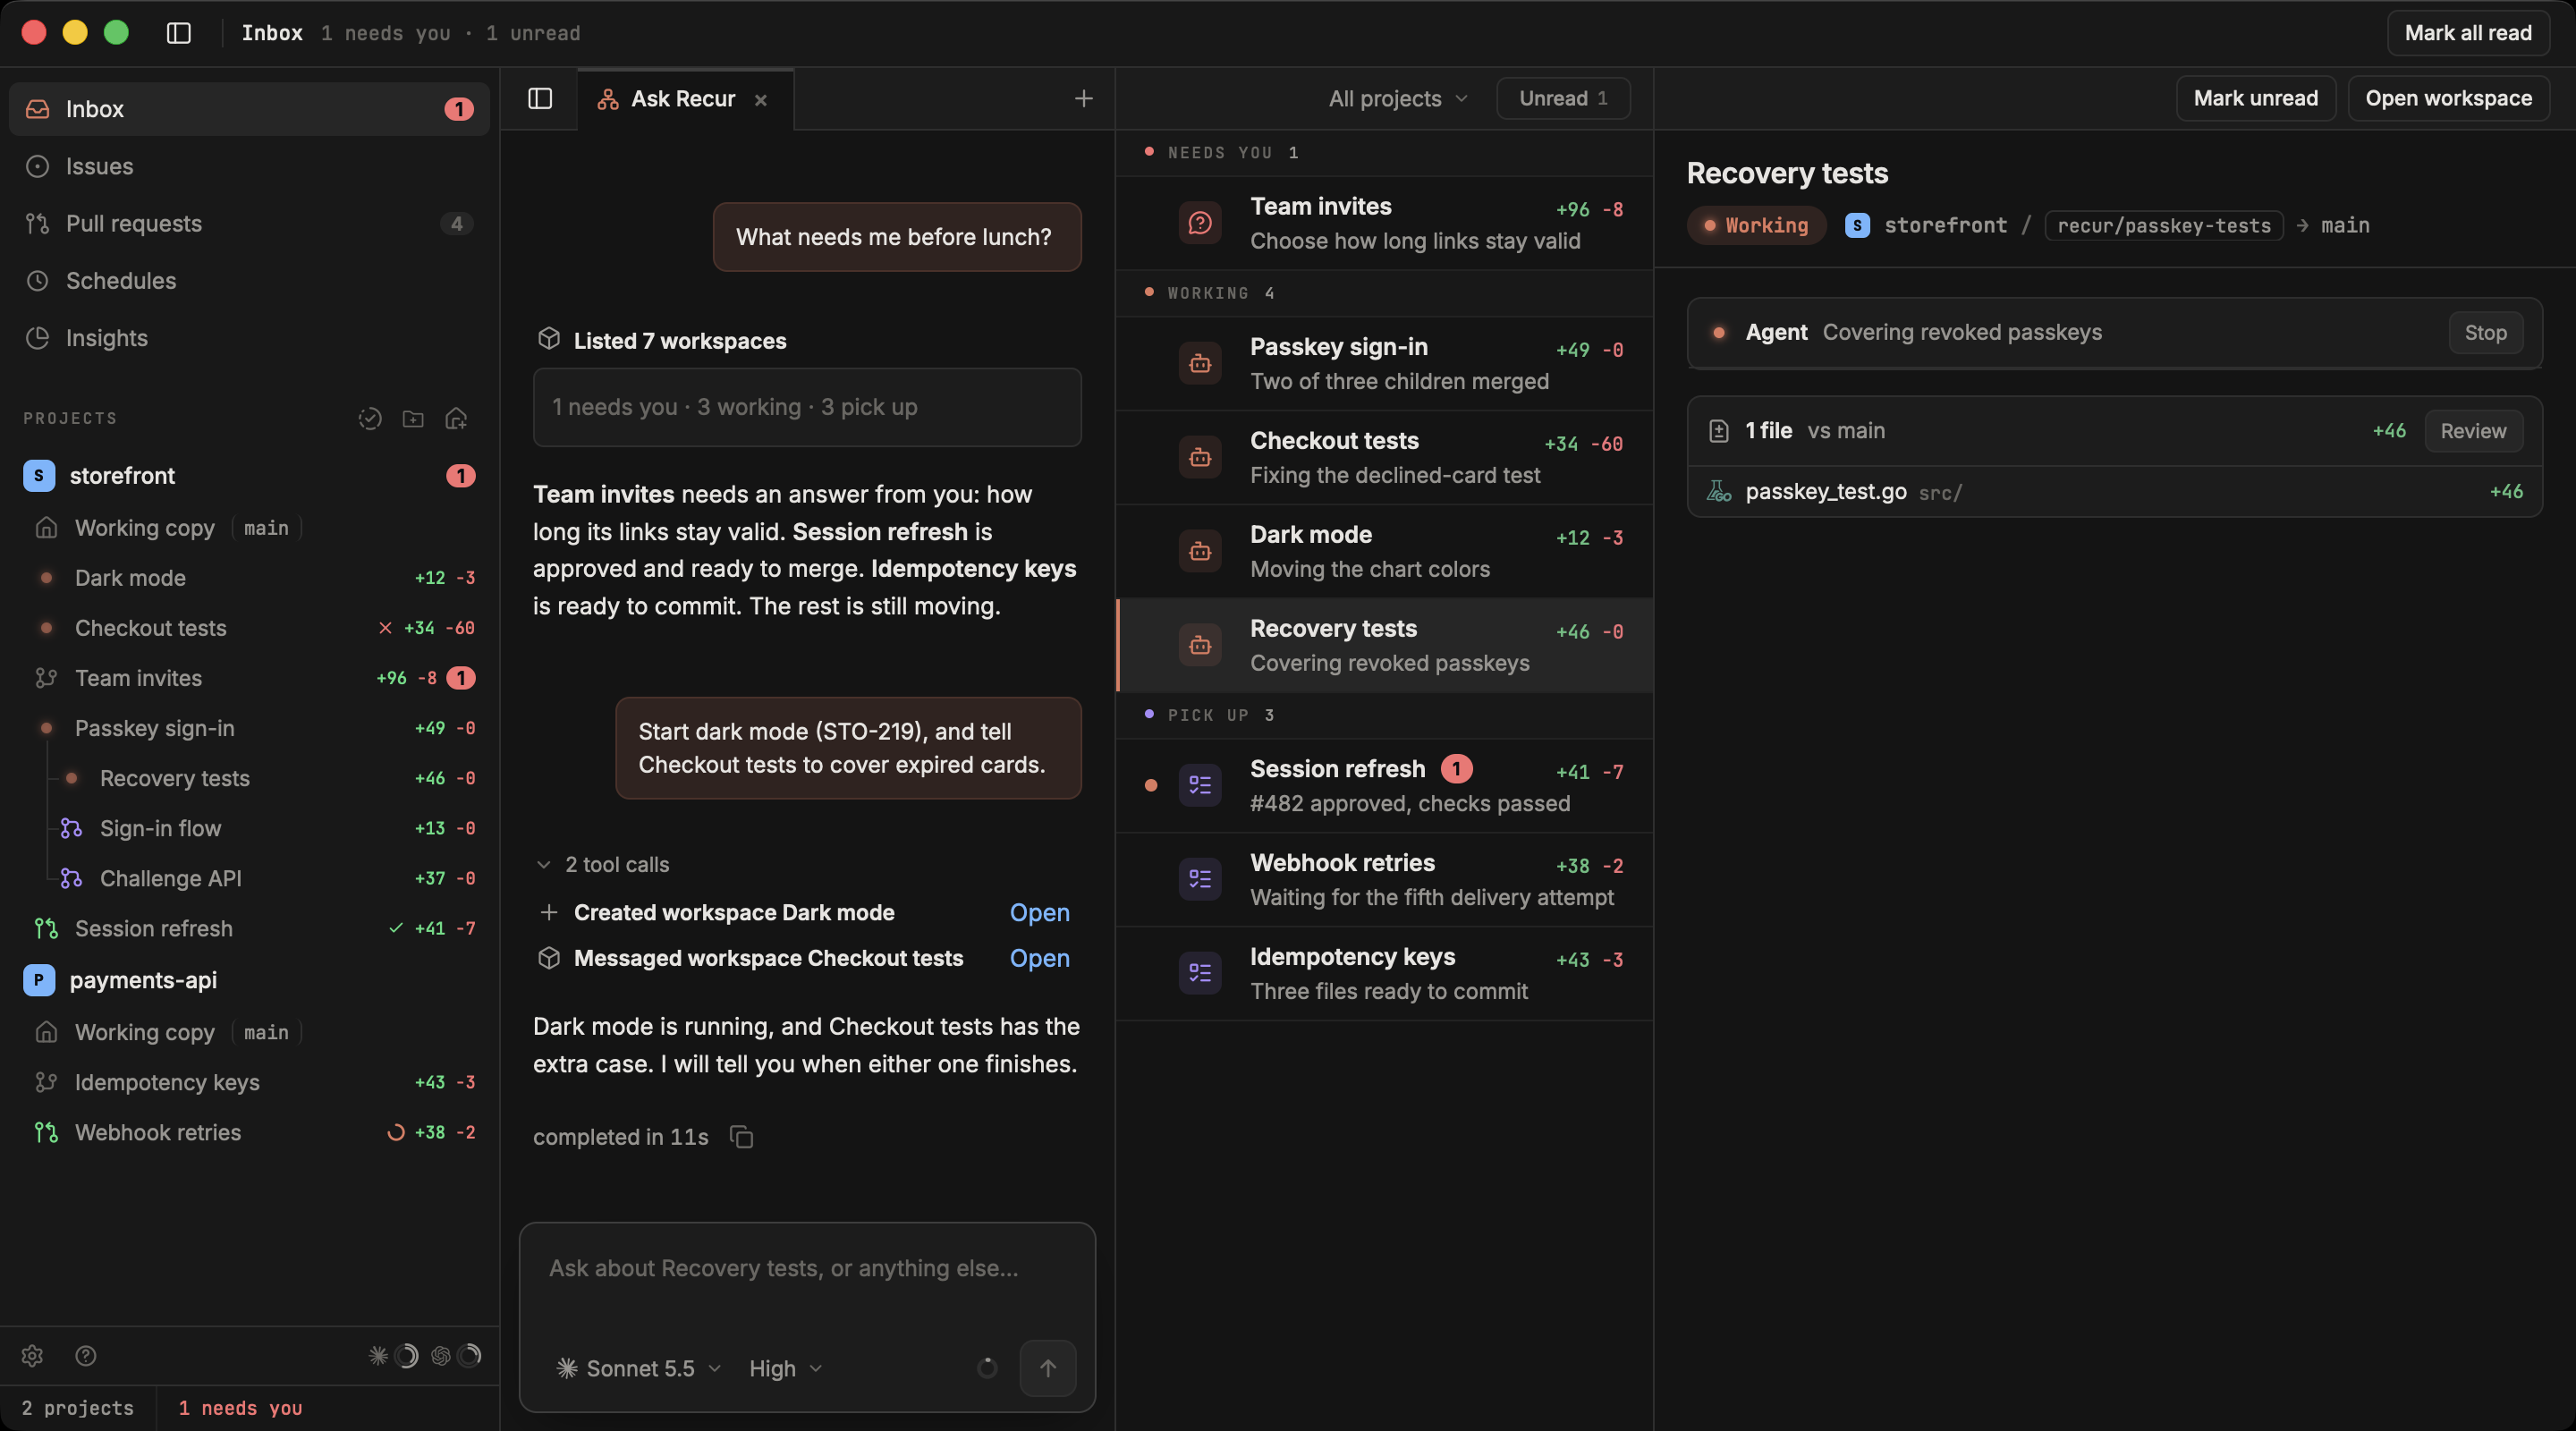 Inbox 1 needs you · 1 unread
Mark all read
Inbox 1
Issues
Pull requests 4
Schedules
Insights
PROJECTS
S storefront 1
Working copy main
Dark mode +12 -3
Checkout tests +34 -60
Team invites +96 -8 1
Passkey sign-in +49 -0
Recovery tests +46 -0
Sign-in flow +13 -0
Challenge API +37 -0
Session refresh +41 -7
P payments-api
Working copy main
Idempotency keys +43 -3
Webhook retries +38 -2
2 projects 1 needs you
Ask Recur
What needs me before lunch?
Listed 7 workspaces
1 needs you · 3 working · 3 pick up
Team invites needs an answer from you: how
long its links stay valid. Session refresh is
approved and ready to merge. Idempotency keys
is ready to commit. The rest is still moving.
Start dark mode (STO-219), and tell
Checkout tests to cover expired cards.
2 tool calls
Created workspace Dark mode Open
Messaged workspace Checkout tests Open
Dark mode is running, and Checkout tests has the
extra case. I will tell you when either one finishes.
completed in 11s
Ask about Recovery tests, or anything else...
Sonnet 5.5 High
All projects Unread 1
NEEDS YOU 1
Team invites +96 -8
Choose how long links stay valid
WORKING 4
Passkey sign-in +49 -0
Two of three children merged
Checkout tests +34 -60
Fixing the declined-card test
Dark mode +12 -3
Moving the chart colors
Recovery tests +46 -0
Covering revoked passkeys
PICK UP 3
Session refresh 1 +41 -7
#482 approved, checks passed
Webhook retries +38 -2
Waiting for the fifth delivery attempt
Idempotency keys +43 -3
Three files ready to commit
Mark unread Open workspace
Recovery tests
Working S storefront / recur/passkey-tests → main
Agent Covering revoked passkeys Stop
1 file vs main +46 Review
GO passkey_test.go src/ +46